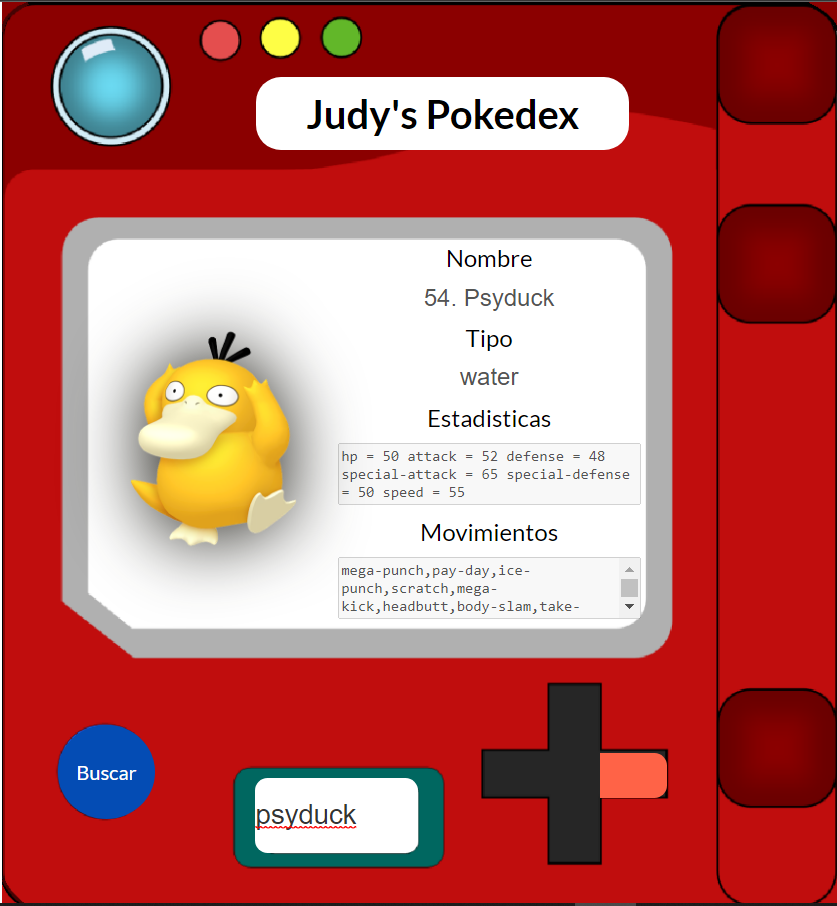 Judy's Pokedex
Nombre
54. Psyduck
Tipo
water
Estadisticas
hp = 50 attack = 52 defense = 48
special-attack = 65 special-defense
= 50 speed = 55
Movimientos
mega-punch,pay-day,ice-
punch,scratch,mega-
kick,headbutt,body-slam,take-
Buscar
psyduck